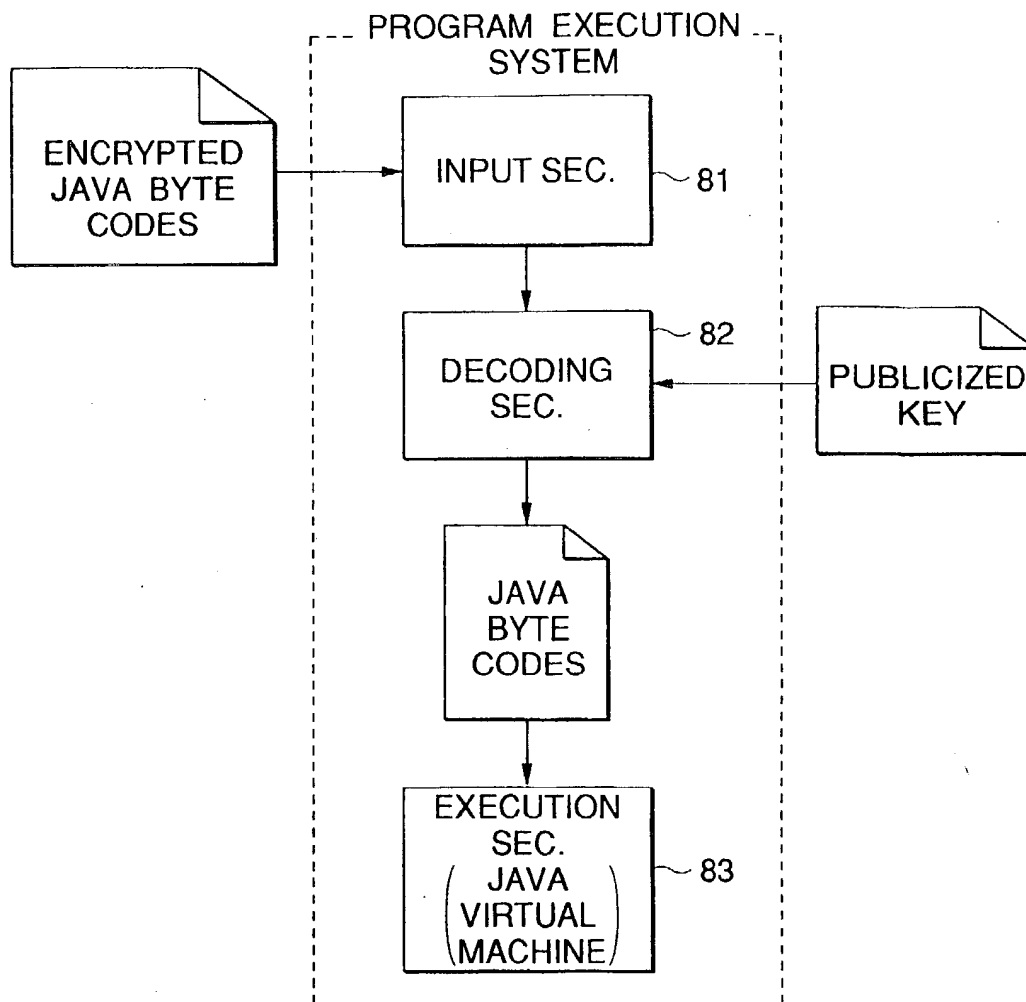 PROGRAM EXECUTION
SYSTEM
ENCRYPTED
JAVA BYTE
CODES
INPUT SEC.
81
82
DECODING
SEC.
PUBLICIZED
KEY
JAVA
BYTE
CODES
EXECUTION
SEC.
(JAVA
VIRTUAL
MACHINE)
83